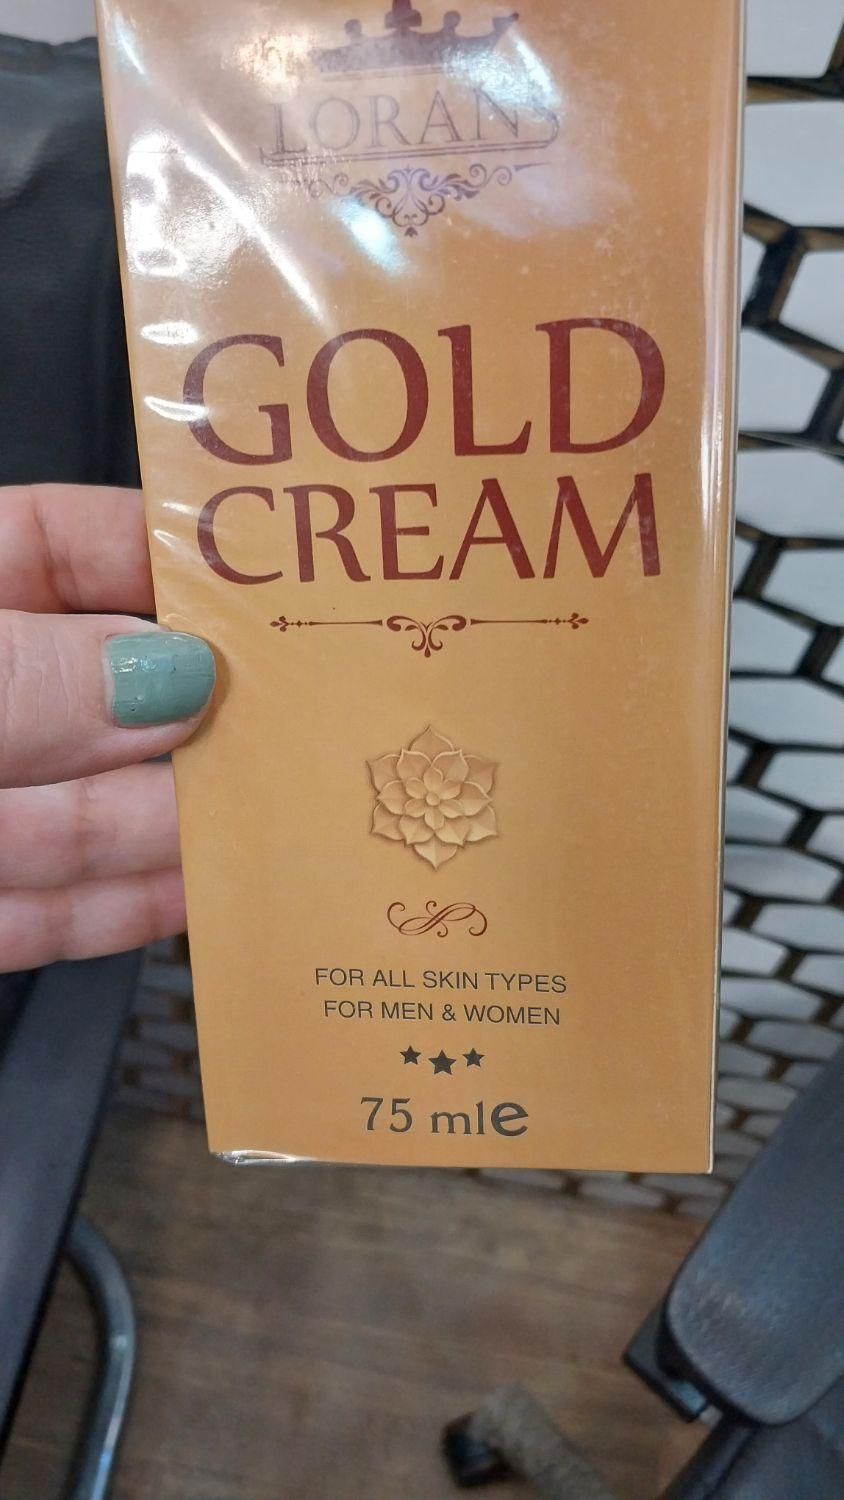 LORANS
GOLD
CREAM
FOR ALL SKIN TYPES
FOR MEN & WOMEN
75 ml e